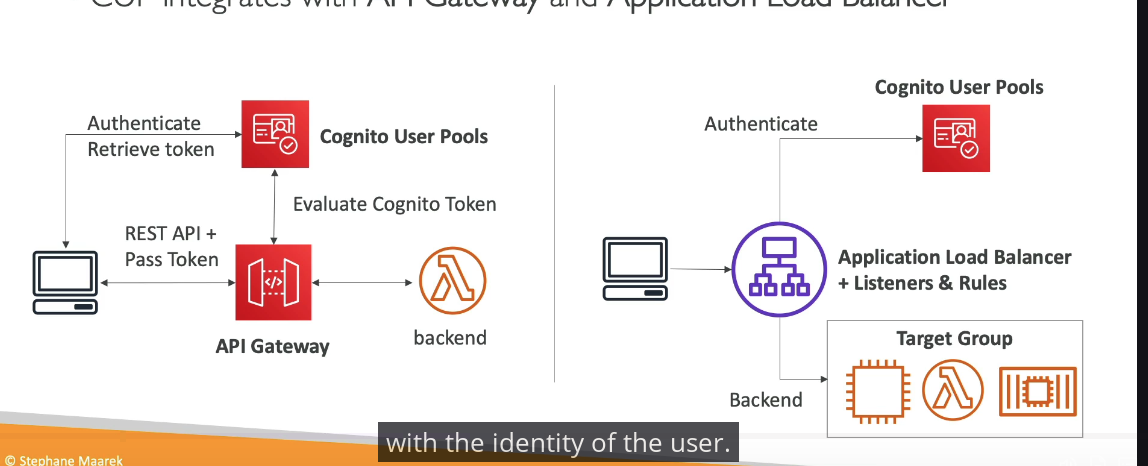 CUP integrates with API Gateway and Application Load Balancer
Authenticate
Retrieve token
Cognito User Pools
Evaluate Cognito Token
REST API +
Pass Token
API Gateway
backend
Cognito User Pools
Authenticate
Application Load Balancer
+ Listeners & Rules
Target Group
Backend
with the identity of the user.
© Stephane Maarek